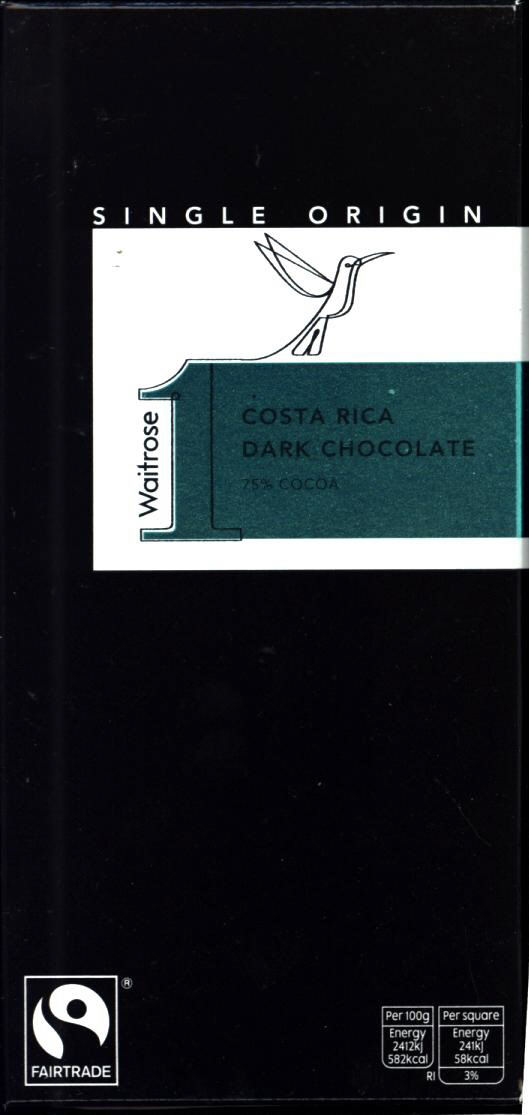 SINGLE ORIGIN
1
Waitrose
COSTA RICA
DARK CHOCOLATE
75% COCOA
®
FAIRTRADE
Per 100g
Energy
2412kJ
582kcal
Per square
Energy
241kJ
58kcal
RI
3%